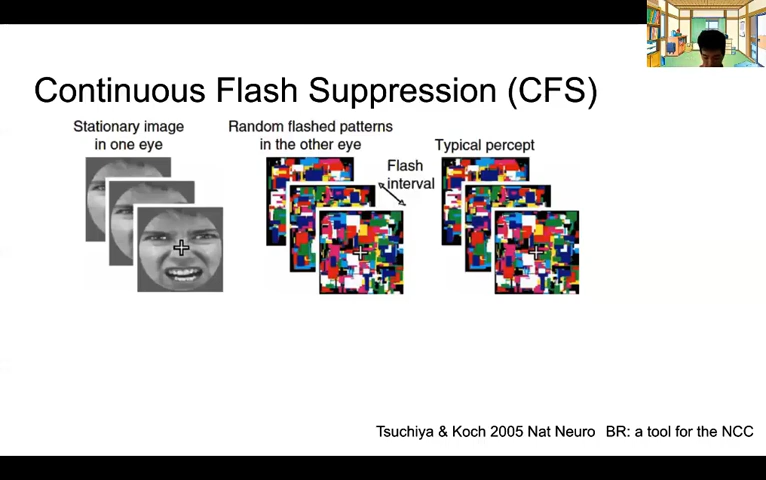 Continuous Flash Suppression (CFS)
Stationary image
in one eye
Random flashed patterns
in the other eye
Flash
interval
Typical percept
Tsuchiya & Koch 2005 Nat Neuro BR: a tool for the NCC